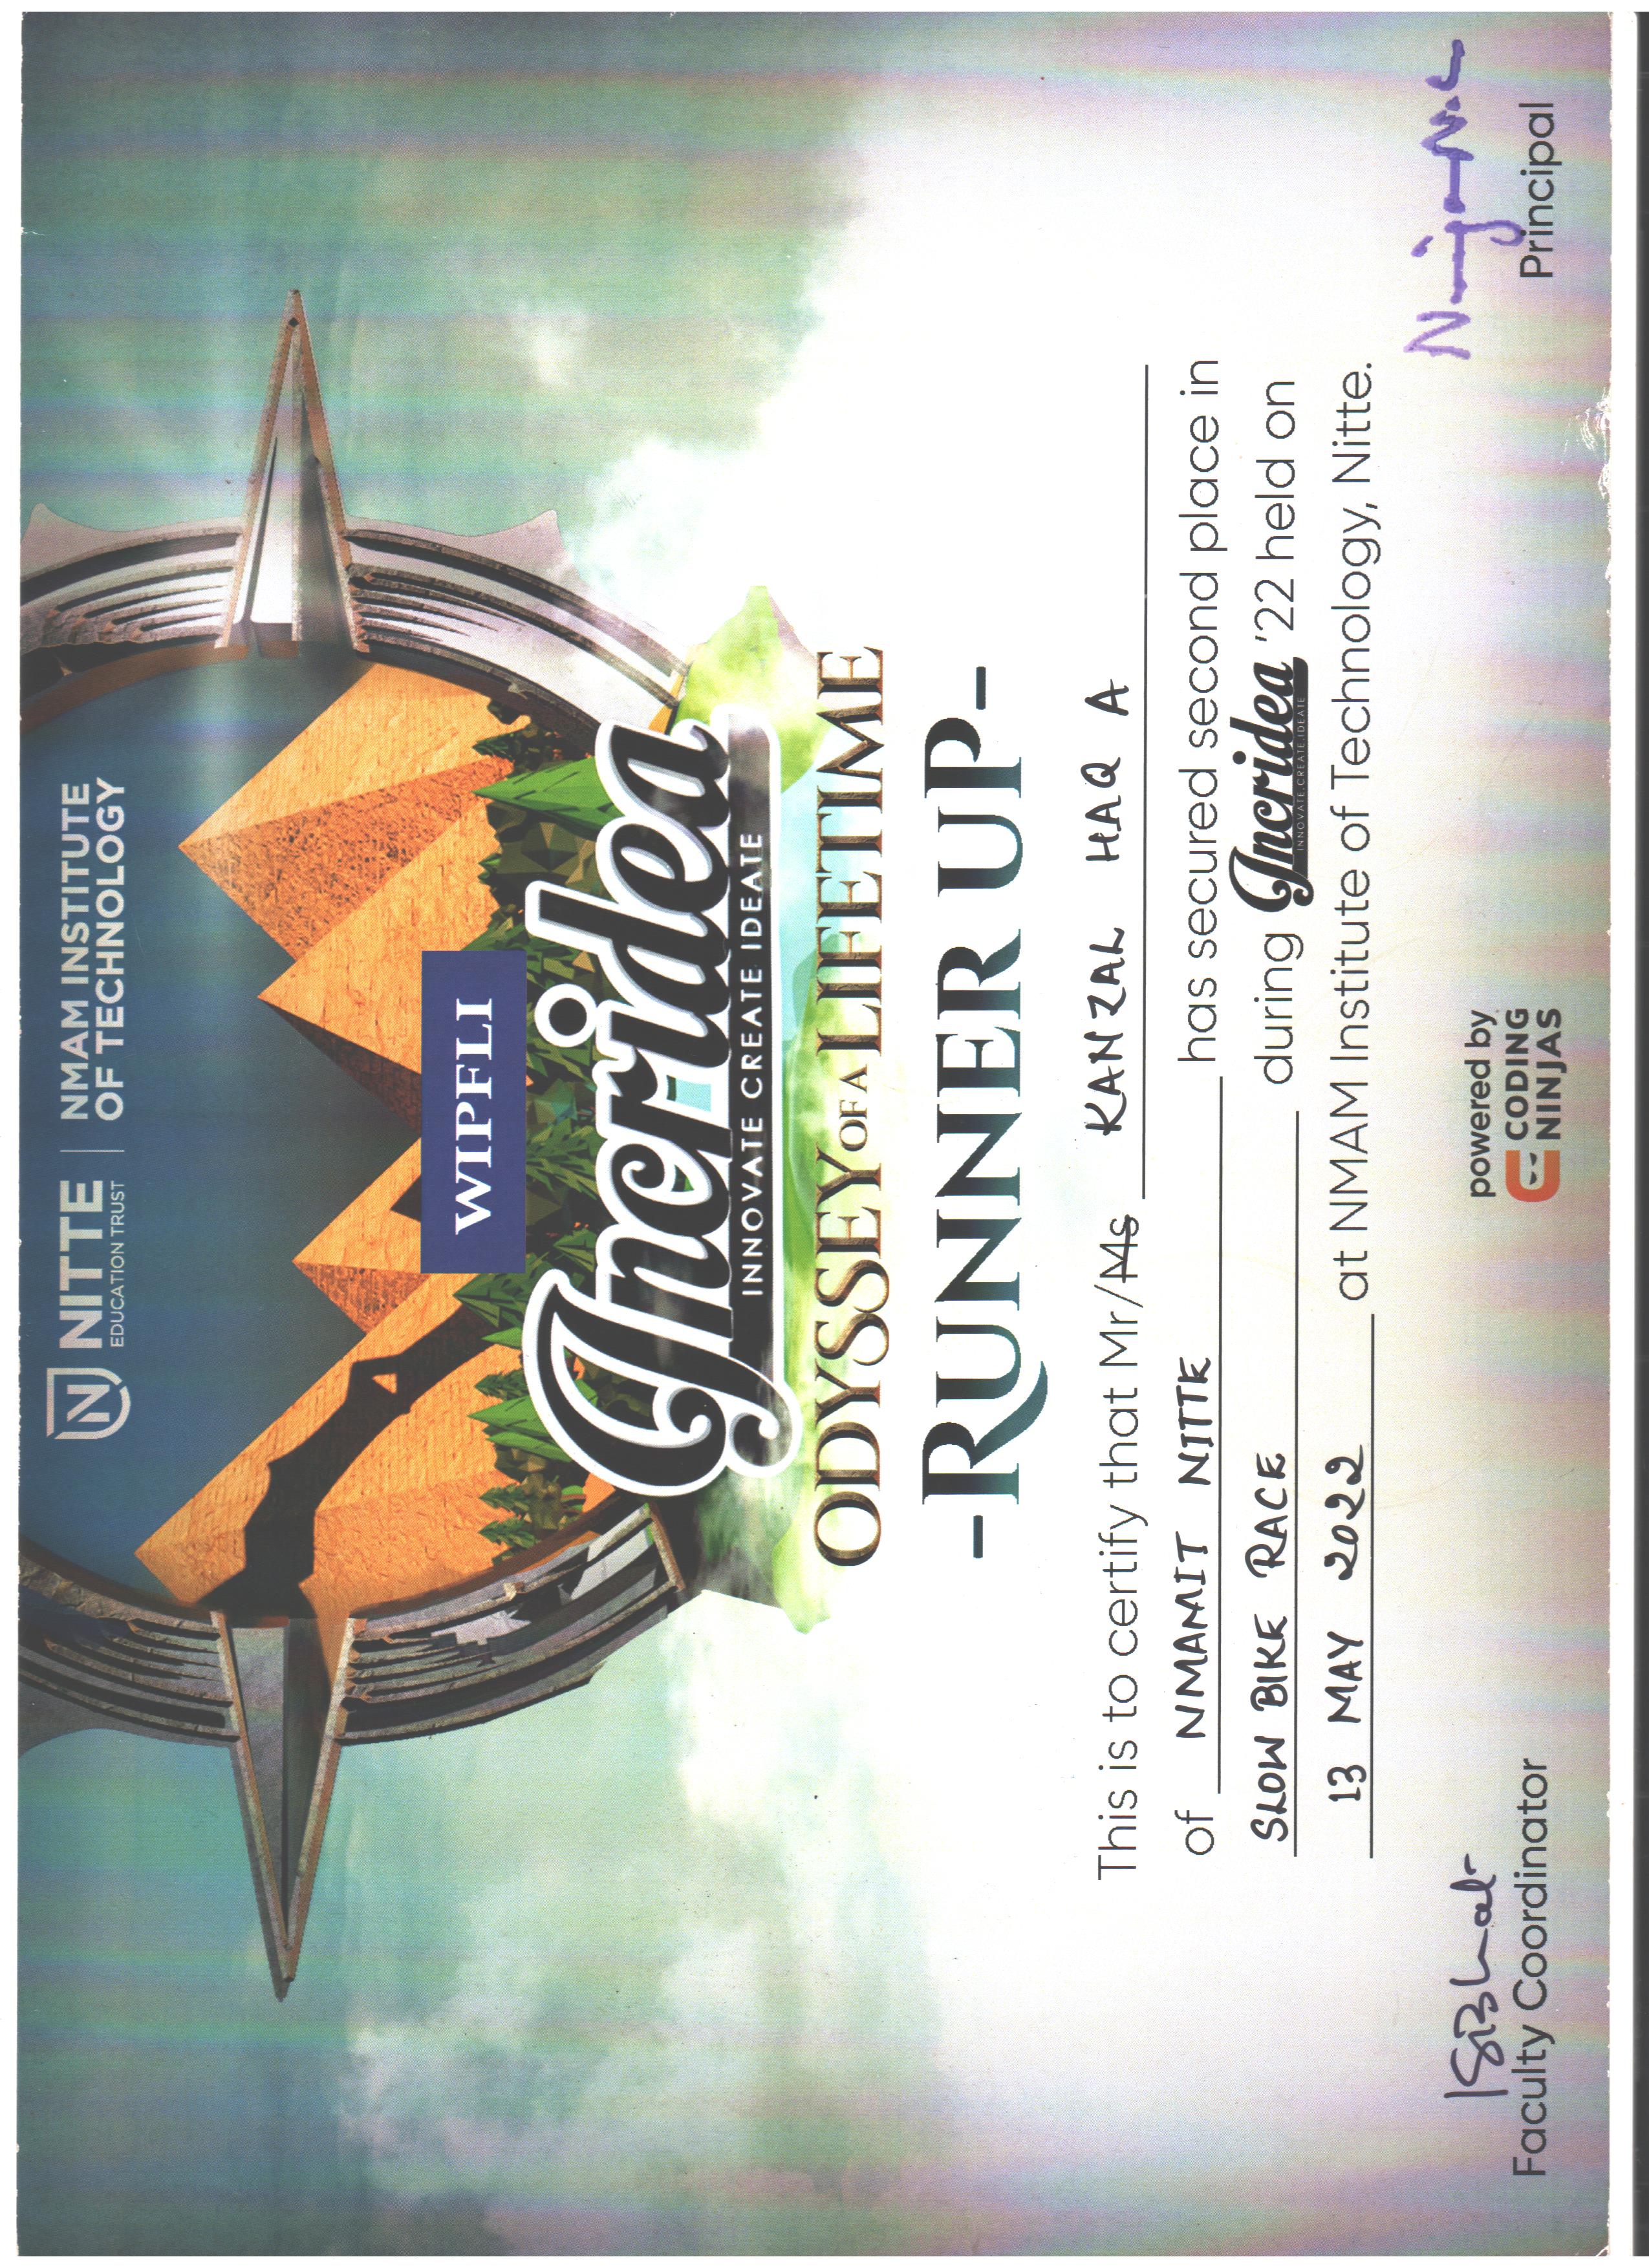 NITTE
EDUCATION TRUST
NMAM INSTITUTE
OF TECHNOLOGY
WIPFLI
Incridea
INNOVATE CREATE IDEATE
ODYSSEY OF A LIFETIME
-RUNNER UP-
This is to certify that Mr/Ms KANZAL HAQ A
of NMAMIT NITTE has secured second place in
SLOW BIKE RACE during Incridea '22 held on
INNOVATE CREATE IDEATE
13 MAY 2022 at NMAM Institute of Technology, Nitte.
Faculty Coordinator
powered by
CODING
NINJAS
Principal